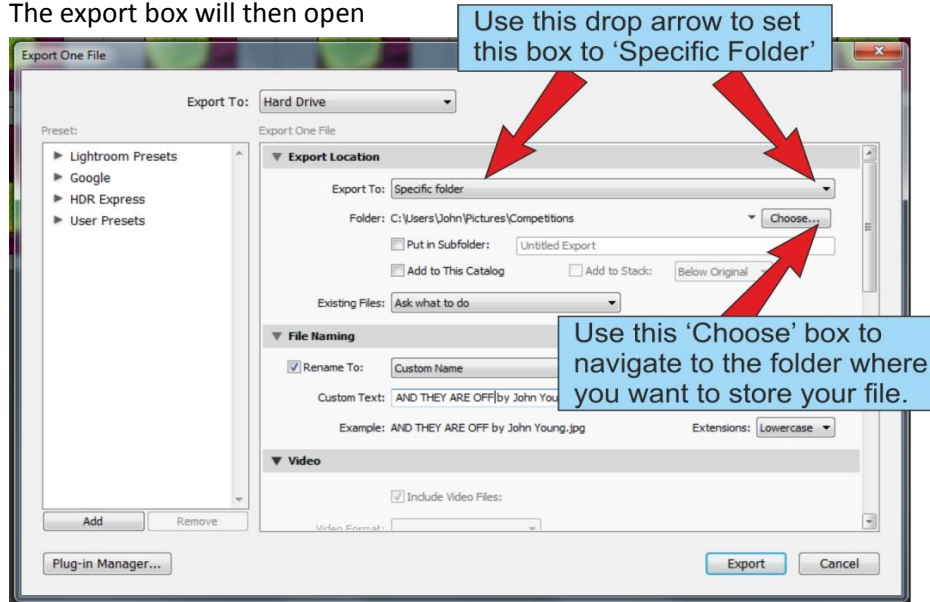 The export box will then open
Use this drop arrow to set
this box to ‘Specific Folder’
Export One File
Export To: Hard Drive
Preset:
Export One File
Lightroom Presets
Google
HDR Express
User Presets
Export Location
Export To: Specific folder
Folder: C:\Users\John\Pictures\Competitions Choose...
Put in Subfolder: Untitled Export
Add to This Catalog Add to Stack: Below Original
Existing Files: Ask what to do
Use this ‘Choose’ box to
navigate to the folder where
you want to store your file.
File Naming
Rename To: Custom Name
Custom Text: AND THEY ARE OFF by John
Example: AND THEY ARE OFF by John Young.jpg Extensions: Lowercase
Video
Include Video Files:
Video Format:
Add Remove
Plug-in Manager... Export Cancel